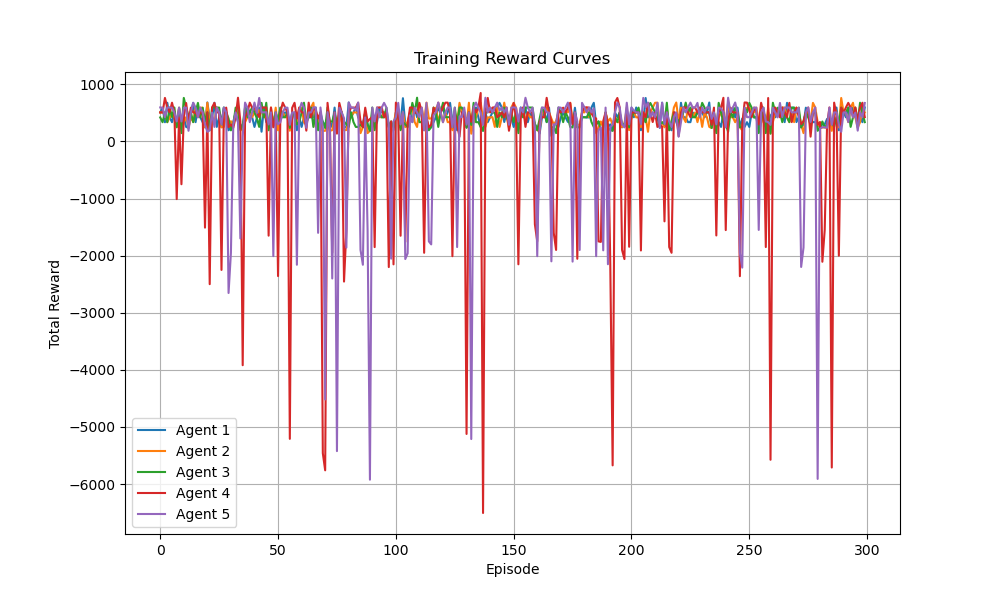 Training Reward Curves
1000
0
−1000
−2000
−3000
−4000
−5000
−6000
Total Reward
Agent 1
Agent 2
Agent 3
Agent 4
Agent 5
0 50 100 150 200 250 300
Episode